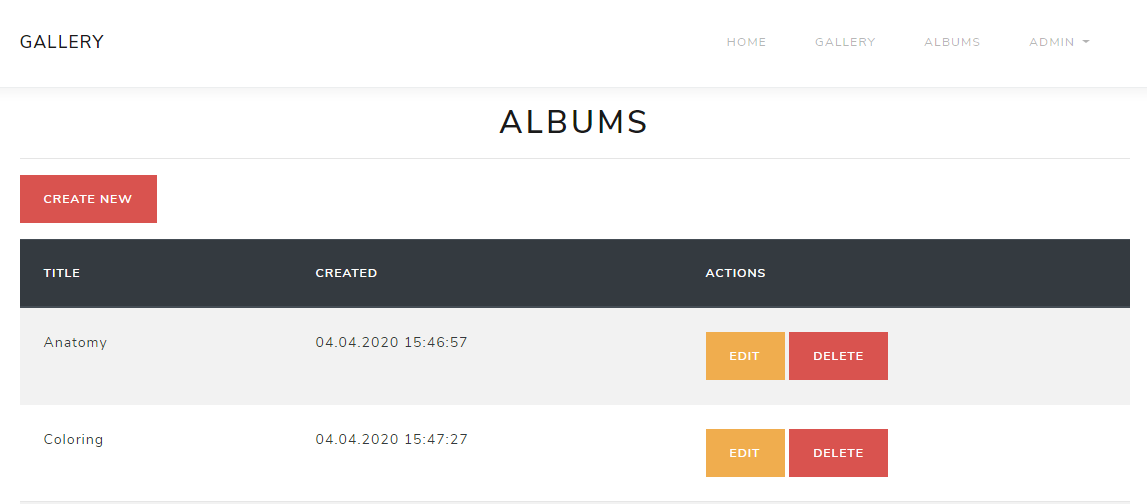 GALLERY HOME GALLERY ALBUMS ADMIN
ALBUMS
CREATE NEW
TITLE CREATED ACTIONS
Anatomy 04.04.2020 15:46:57 EDIT DELETE
Coloring 04.04.2020 15:47:27 EDIT DELETE